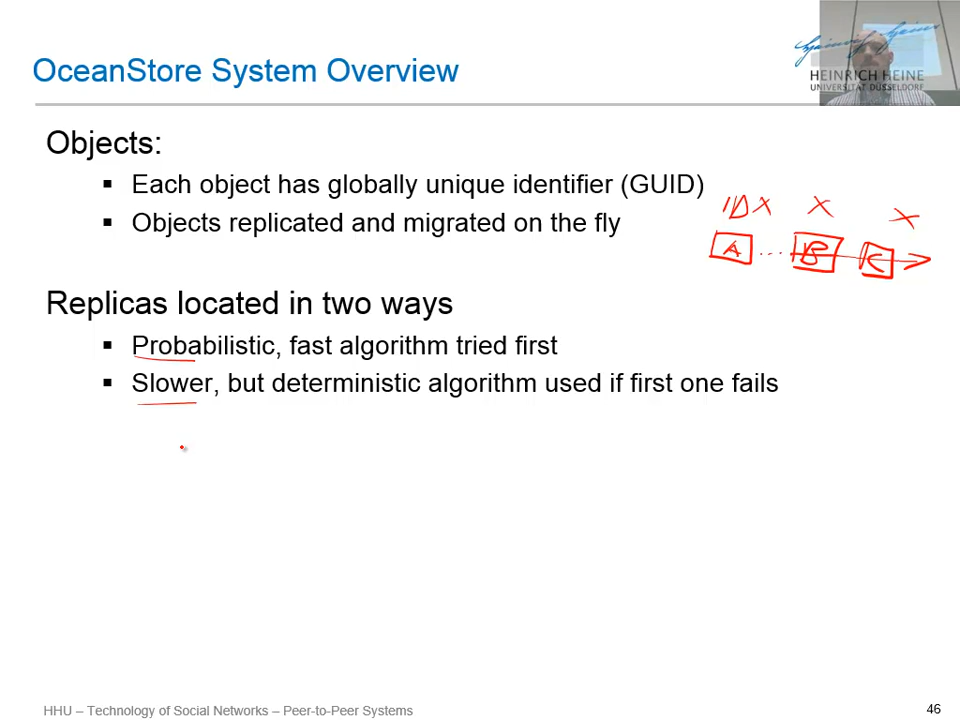 OceanStore System Overview
HEINRICH HEINE
UNIVERSITÄT DÜSSELDORF
Objects:
Each object has globally unique identifier (GUID)
Objects replicated and migrated on the fly
ID X X X
A ... B C
Replicas located in two ways
Probabilistic, fast algorithm tried first
Slower, but deterministic algorithm used if first one fails
HHU – Technology of Social Networks – Peer-to-Peer Systems
46